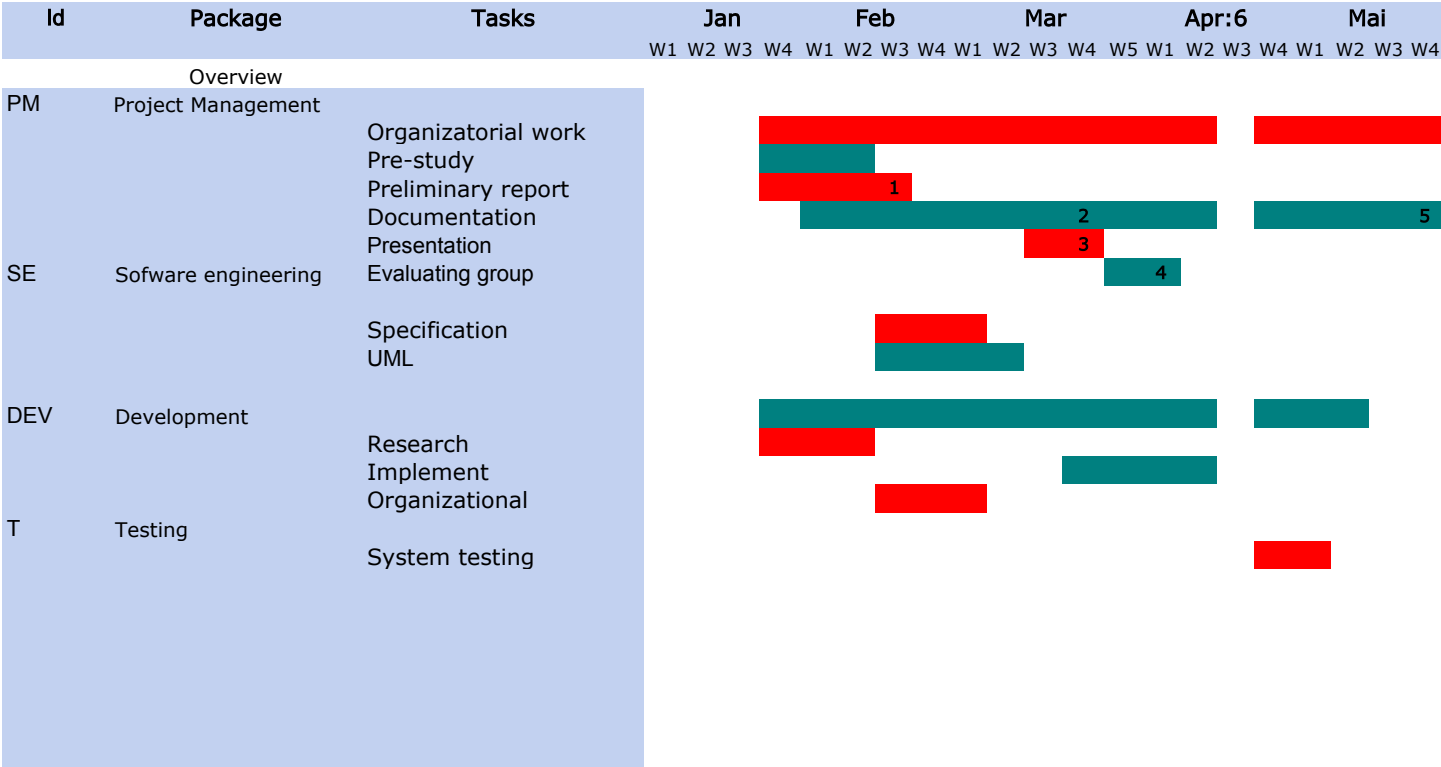 Id Package Tasks Jan Feb Mar Apr:6 Mai
W1 W2 W3 W4 W1 W2 W3 W4 W1 W2 W3 W4 W5 W1 W2 W3 W4 W1 W2 W3 W4
Overview
PM Project Management
Organizatorial work
Pre-study
Preliminary report 1
Documentation 2 5
Presentation 3
SE Sofware engineering Evaluating group 4
Specification
UML
DEV Development
Research
Implement
Organizational
T Testing
System testing